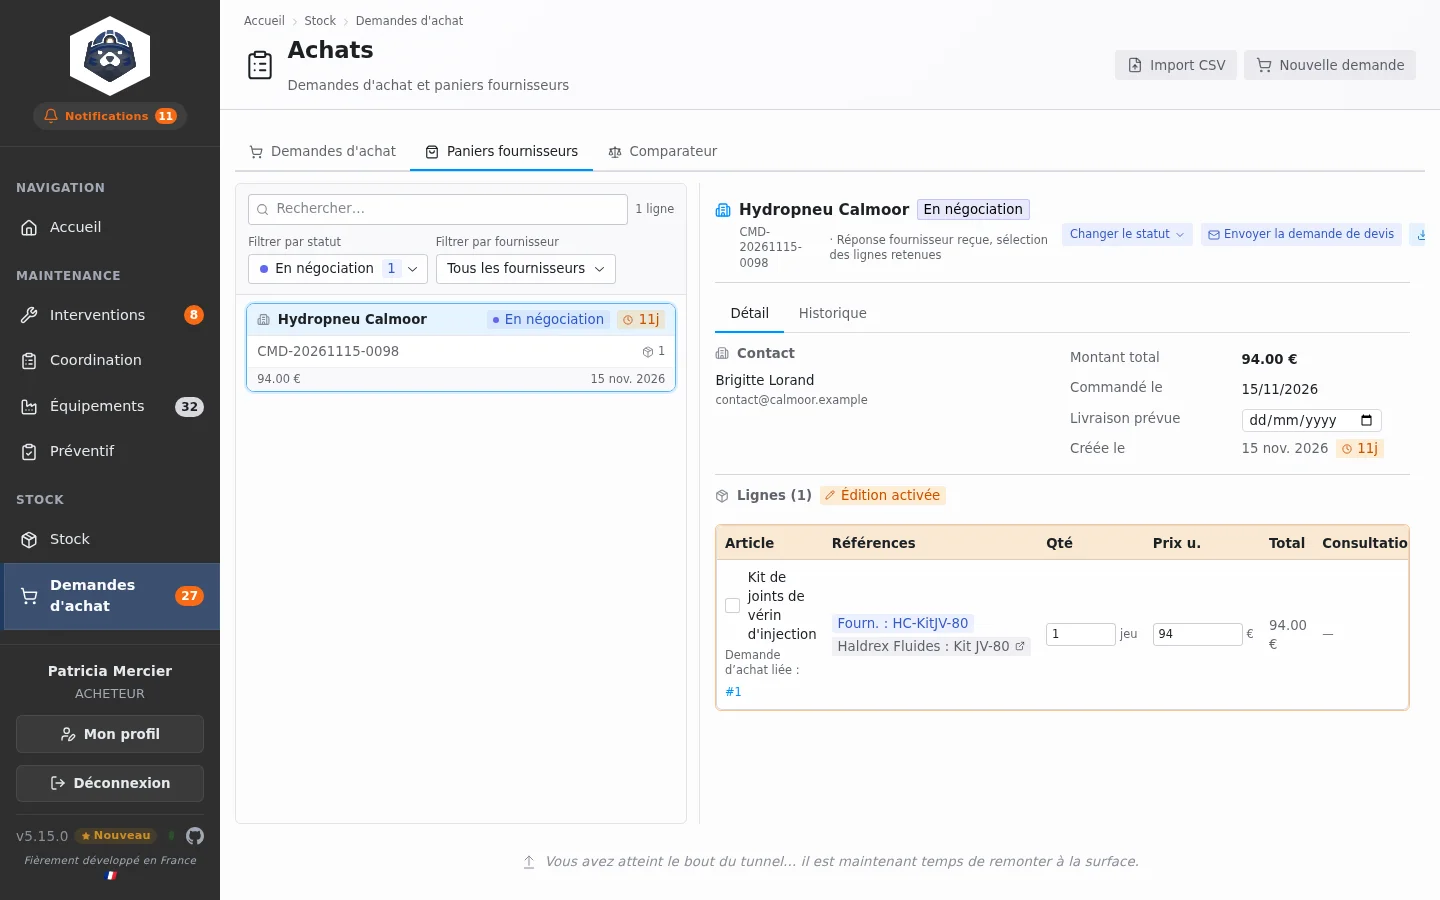 Notifications 11
NAVIGATION
Accueil
MAINTENANCE
Interventions 8
Coordination
Équipements 32
Préventif
STOCK
Stock
Demandes
d'achat 27
Patricia Mercier
ACHETEUR
Mon profil
Déconnexion
v5.15.0 Nouveau
Fièrement développé en France
Accueil Stock Demandes d'achat
Achats
Demandes d'achat et paniers fournisseurs
Import CSV Nouvelle demande
Demandes d'achat Paniers fournisseurs Comparateur
Rechercher... 1 ligne
Filtrer par statut Filtrer par fournisseur
En négociation 1 Tous les fournisseurs
Hydropneu Calmoor En négociation 11j
CMD-20261115-0098 1
94.00 € 15 nov. 2026
Hydropneu Calmoor En négociation
CMD-
20261115-
0098
· Réponse fournisseur reçue, sélection
des lignes retenues
Changer le statut Envoyer la demande de devis
Détail Historique
Contact
Brigitte Lorand
contact@calmoor.example
Montant total 94.00 €
Commandé le 15/11/2026
Livraison prévue dd/mm/yyyy
Créée le 15 nov. 2026 11j
Lignes (1) Édition activée
Article Références Qté Prix u. Total Consultatio
Kit de
joints de
vérin
d'injection
Demande
d’achat liée :
#1
Fourn. : HC-KitJV-80
Haldrex Fluides : Kit JV-80
1 jeu
94 €
94.00
€
—
Vous avez atteint le bout du tunnel... il est maintenant temps de remonter à la surface.